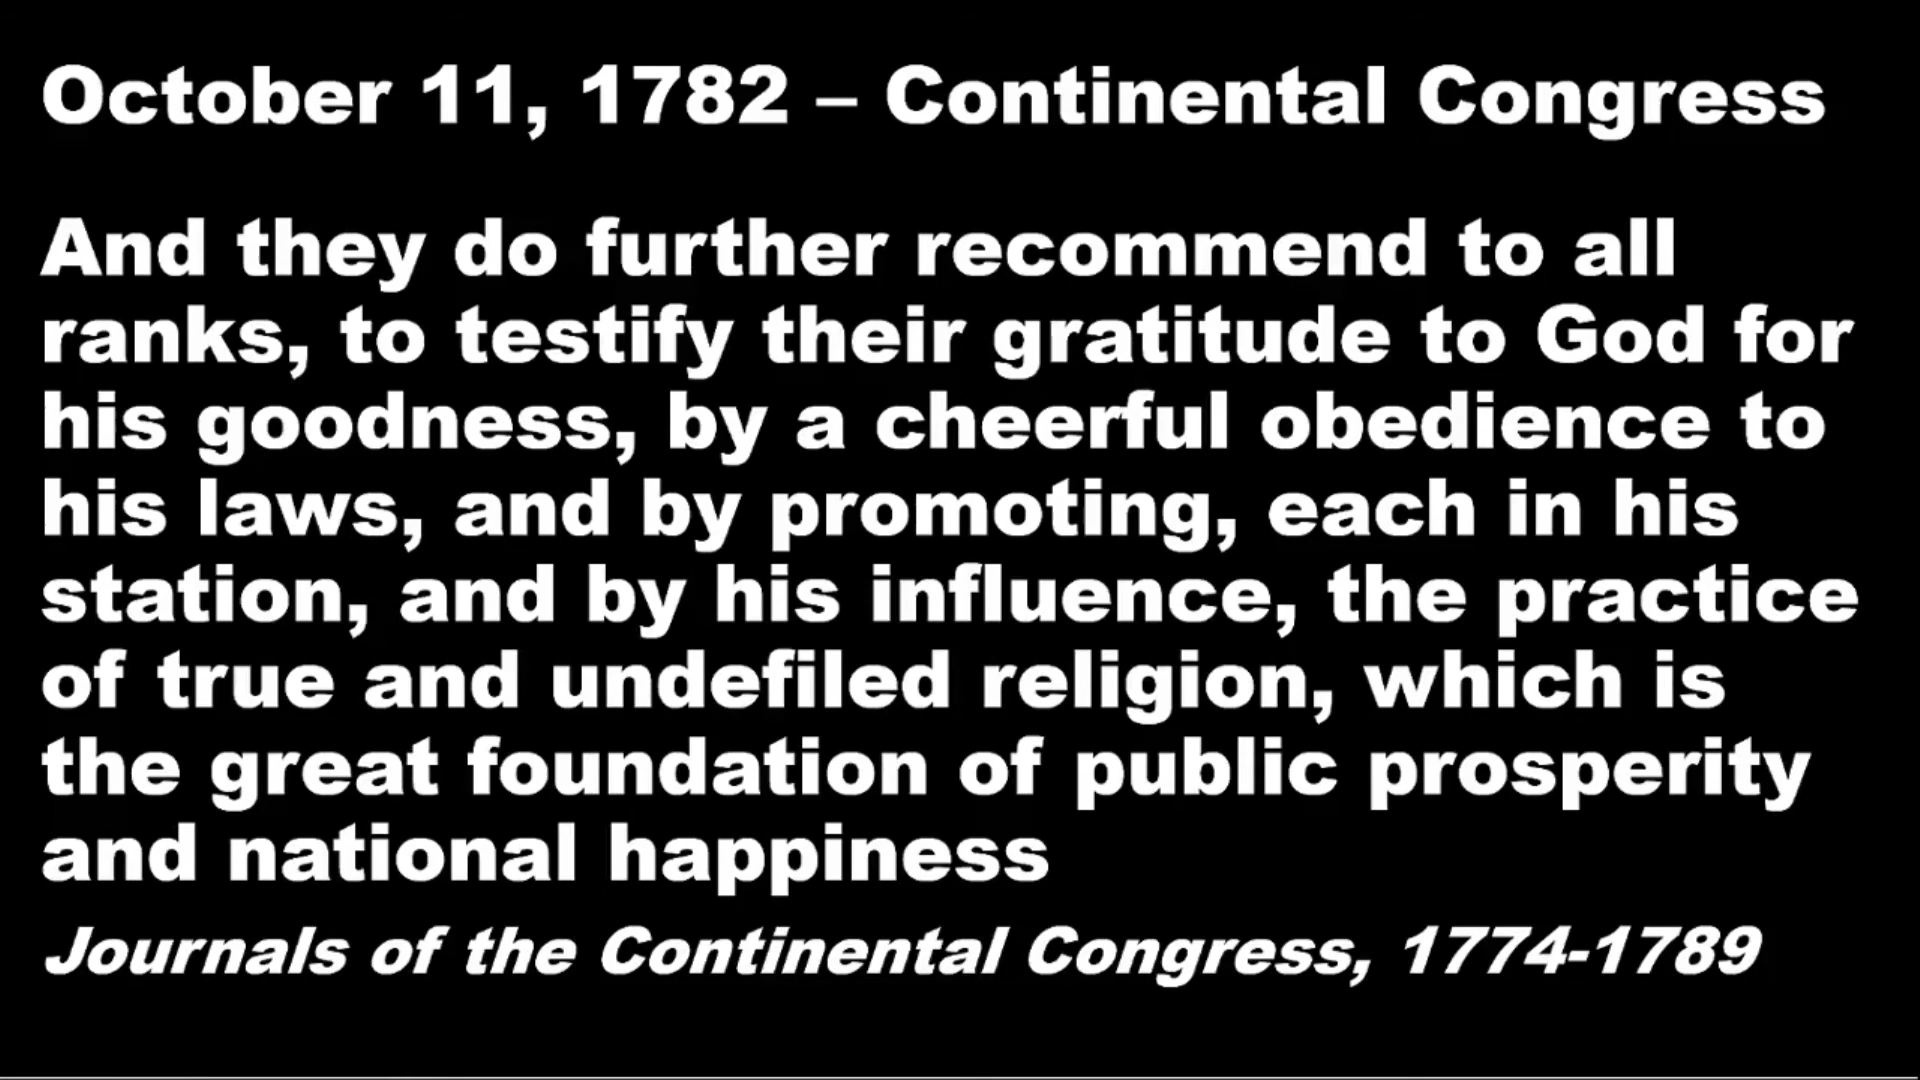 October 11, 1782 – Continental Congress
And they do further recommend to all
ranks, to testify their gratitude to God for
his goodness, by a cheerful obedience to
his laws, and by promoting, each in his
station, and by his influence, the practice
of true and undefiled religion, which is
the great foundation of public prosperity
and national happiness
Journals of the Continental Congress, 1774-1789